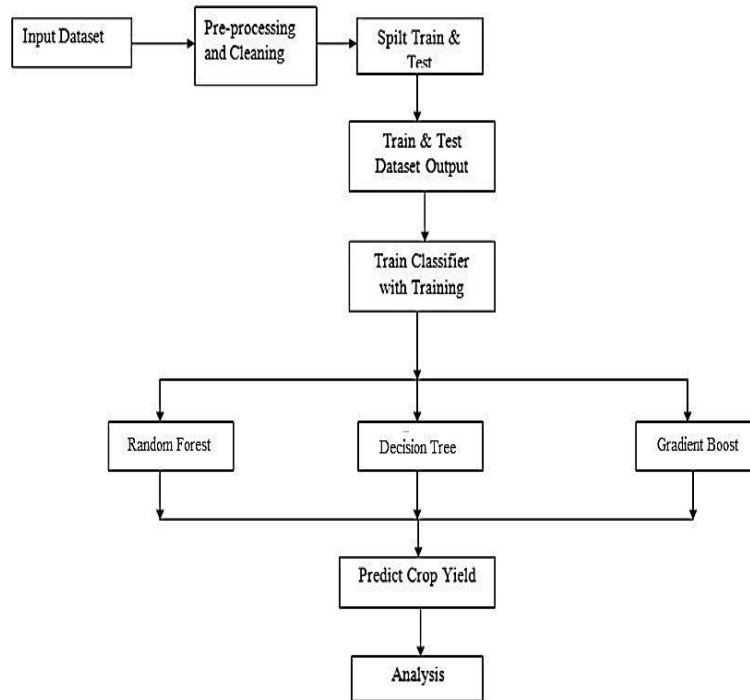 Input Dataset
Pre-processing
and Cleaning
Spilt Train &
Test
Train & Test
Dataset Output
Train Classifier
with Training
Random Forest
Decision Tree
Gradient Boost
Predict Crop Yield
Analysis